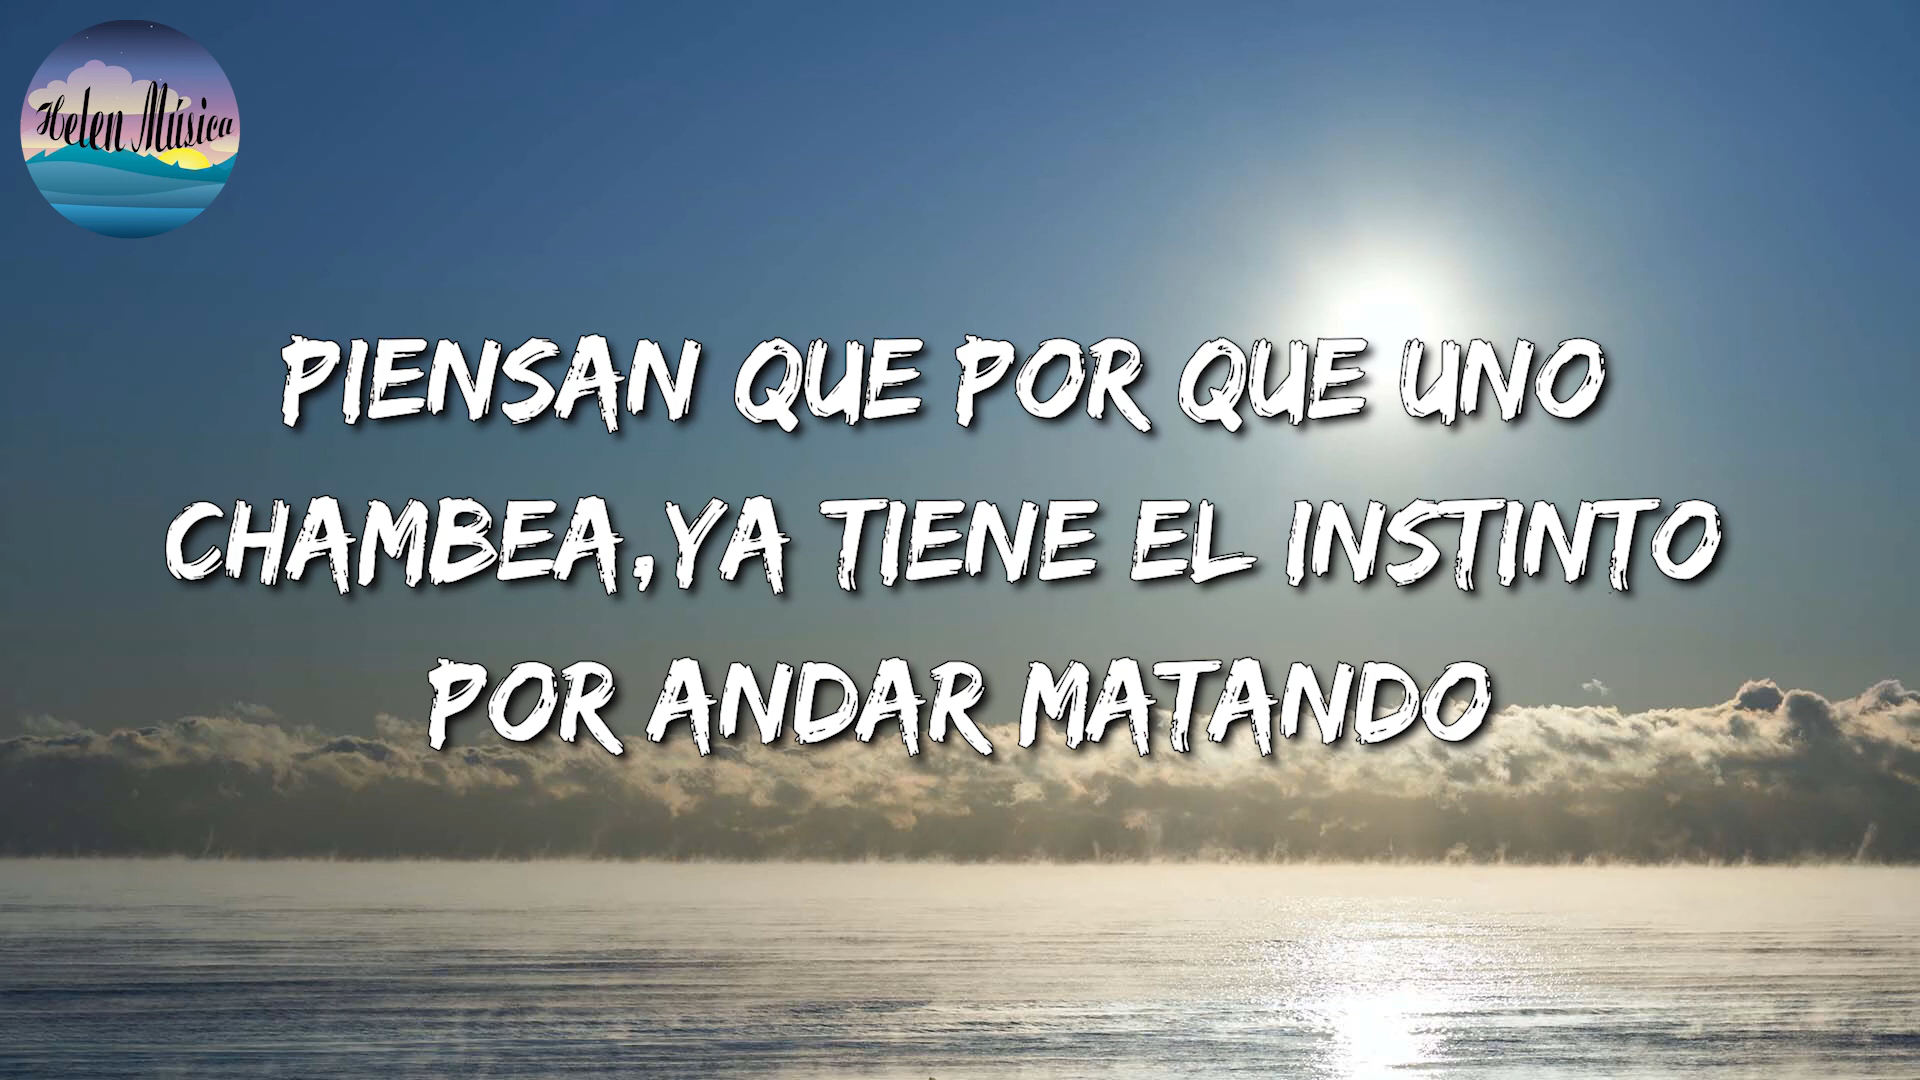 Helen Música
PIENSAN QUE POR QUE UNO
CHAMBEA,YA TIENE EL INSTINTO
POR ANDAR MATANDO